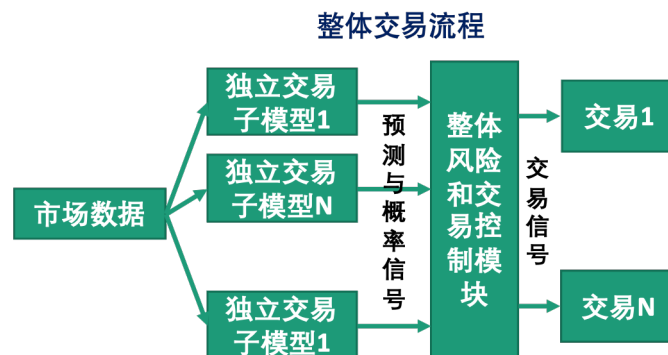 整体交易流程
独立交易
子模型1
独立交易
子模型N
独立交易
子模型1
市场数据
预测与概率信号
整体
风险
和交
易控
制模
块
交易信号
交易1
交易N